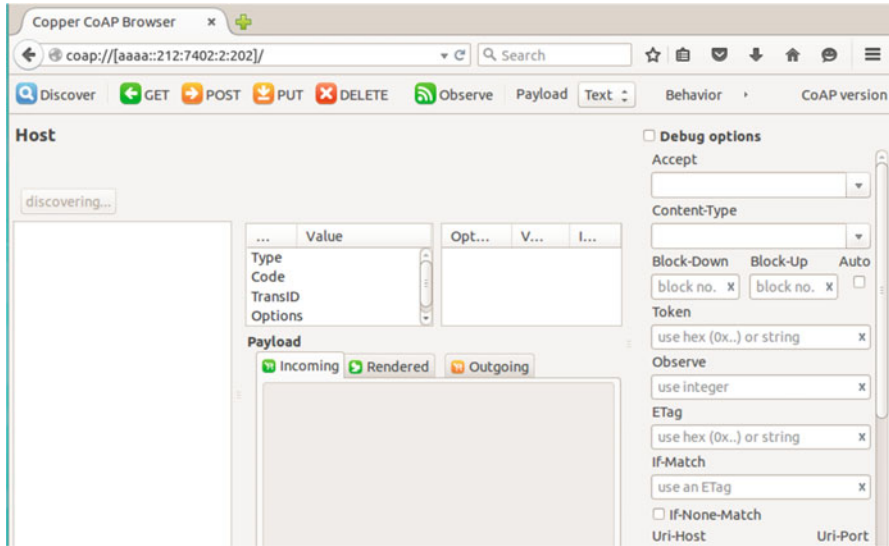 Copper CoAP Browser x
coap://[aaaa::212:7402:2:202]/ Search
Discover GET POST PUT DELETE Observe Payload Text Behavior CoAP version
Host
Debug options
Accept
discovering...
Content-Type
... Value Opt... V... I...
Type
Code
TransID
Options
Block-Down Block-Up Auto
block no. x block no. x
Token
use hex (0x..) or string x
Payload
Incoming Rendered Outgoing
Observe
use integer x
ETag
use hex (0x..) or string x
If-Match
use an ETag x
If-None-Match
Uri-Host Uri-Port